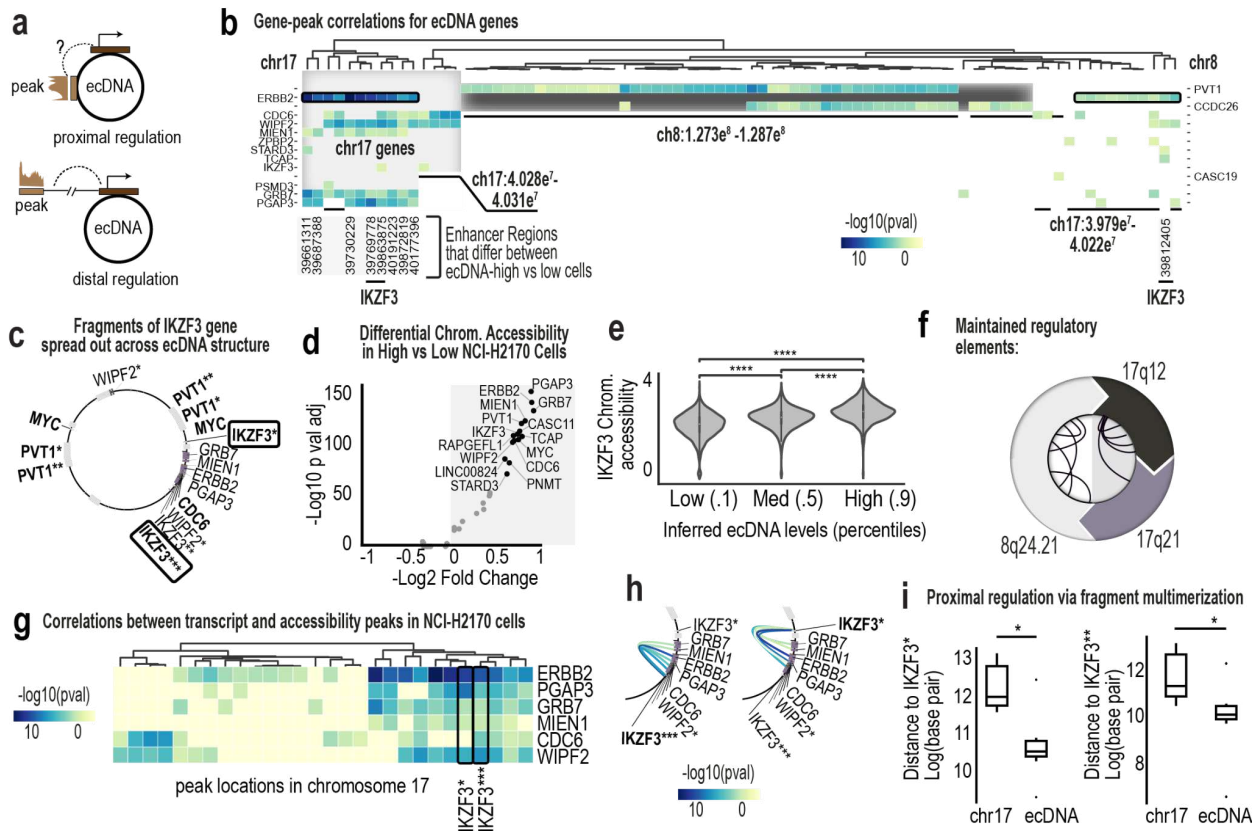 a
?
peak
ecDNA
proximal regulation
peak
ecDNA
distal regulation
b Gene-peak correlations for ecDNA genes
chr17
chr8
ERBB2
CDC6
WIPF2
MIEN1
ZPBP2
STARD3
TCAP
IKZF3
PSMD3
GRB7
PGAP3
chr17 genes
PVT1
CCDC26
CASC19
ch8:1.273e⁸ -1.287e⁸
ch17:4.028e⁷-
4.031e⁷
ch17:3.979e⁷-
4.022e⁷
-log10(pval)
10 0
39661311
39687388
39730229
39769778
39863875
40191223
39872819
40177396
Enhancer Regions
that differ between
ecDNA-high vs low cells
IKZF3
39812405
IKZF3
c Fragments of IKZF3 gene
spread out across ecDNA structure
WIPF2*
PVT1**
PVT1*
MYC
IKZF3*
GRB7
MIEN1
ERBB2
PGAP3
CDC6
WIPF2*
IKZF3**
IKZF3***
MYC
PVT1*
PVT1**
d Differential Chrom. Accessibility
in High vs Low NCI-H2170 Cells
-Log10 p val adj
150
100
50
0
-1 -1 0 0 1
-Log2 Fold Change
PGAP3
ERBB2
GRB7
MIEN1
PVT1
CASC11
IKZF3
TCAP
RAPGEFL1
MYC
WIPF2
CDC6
LINC00824
PNMT
STARD3
e
IKZF3 Chrom.
accessibility
4
0
****
****
****
Low (.1) Med (.5) High (.9)
Inferred ecDNA levels (percentiles)
f Maintained regulatory
elements:
17q12
17q21
8q24.21
g Correlations between transcript and accessibility peaks in NCI-H2170 cells
-log10(pval)
10 0
ERBB2
PGAP3
GRB7
MIEN1
CDC6
WIPF2
peak locations in chromosome 17
IKZF3*
IKZF3***
h
IKZF3*
GRB7
MIEN1
ERBB2
PGAP3
CDC6
WIPF2*
IKZF3***
IKZF3*
GRB7
MIEN1
ERBB2
PGAP3
CDC6
WIPF2*
IKZF3***
-log10(pval)
10 0
i Proximal regulation via fragment multimerization
Distance to IKZF3*
Log(base pair)
13
12
11
10
*
chr17 ecDNA
Distance to IKZF3**
Log(base pair)
12
10
8
*
chr17 ecDNA